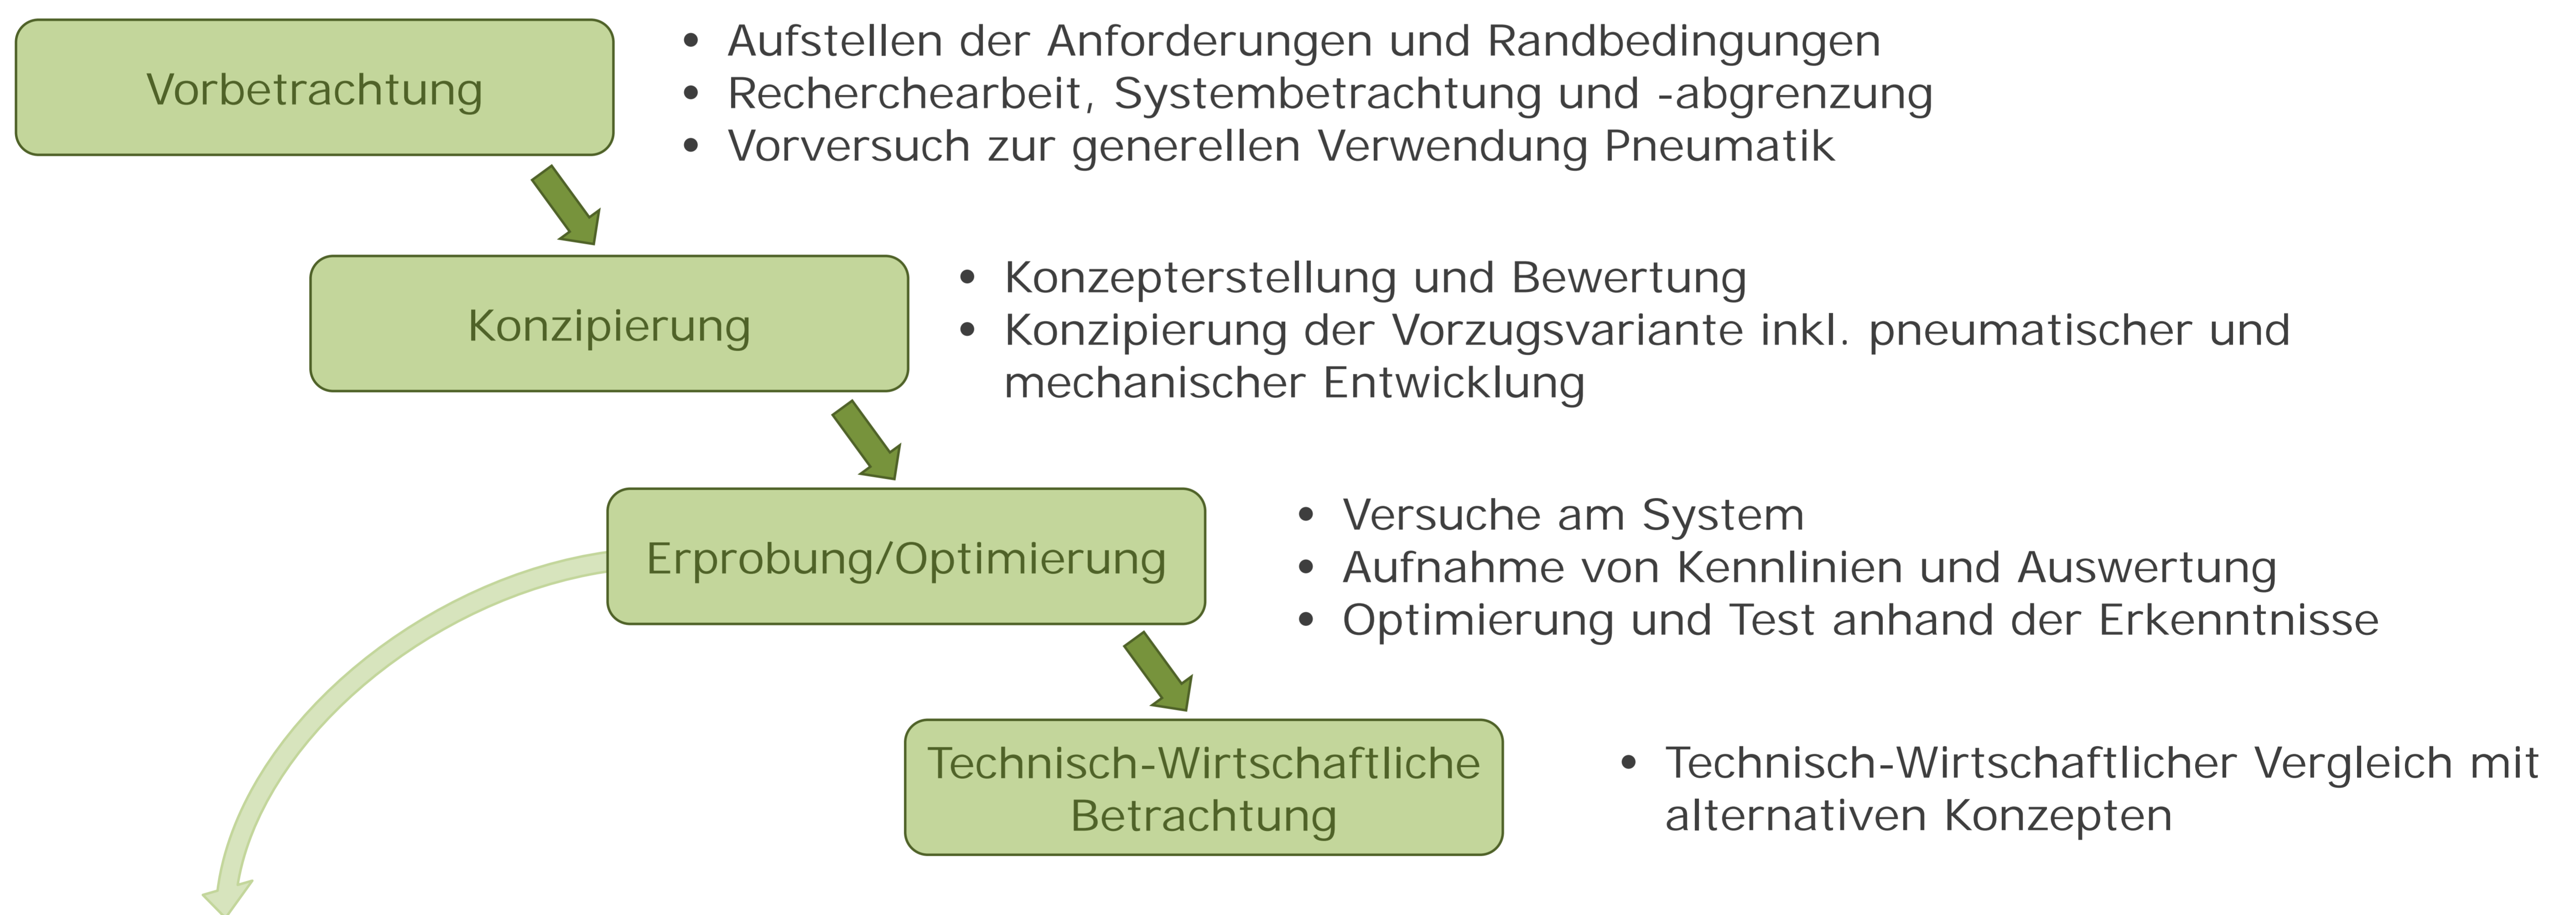 Vorbetrachtung
• Aufstellen der Anforderungen und Randbedingungen
• Recherchearbeit, Systembetrachtung und -abgrenzung
• Vorversuch zur generellen Verwendung Pneumatik
Konzipierung
• Konzepterstellung und Bewertung
• Konzipierung der Vorzugsvariante inkl. pneumatischer und
mechanischer Entwicklung
Erprobung/Optimierung
• Versuche am System
• Aufnahme von Kennlinien und Auswertung
• Optimierung und Test anhand der Erkenntnisse
Technisch-Wirtschaftliche
Betrachtung
• Technisch-Wirtschaftlicher Vergleich mit
alternativen Konzepten